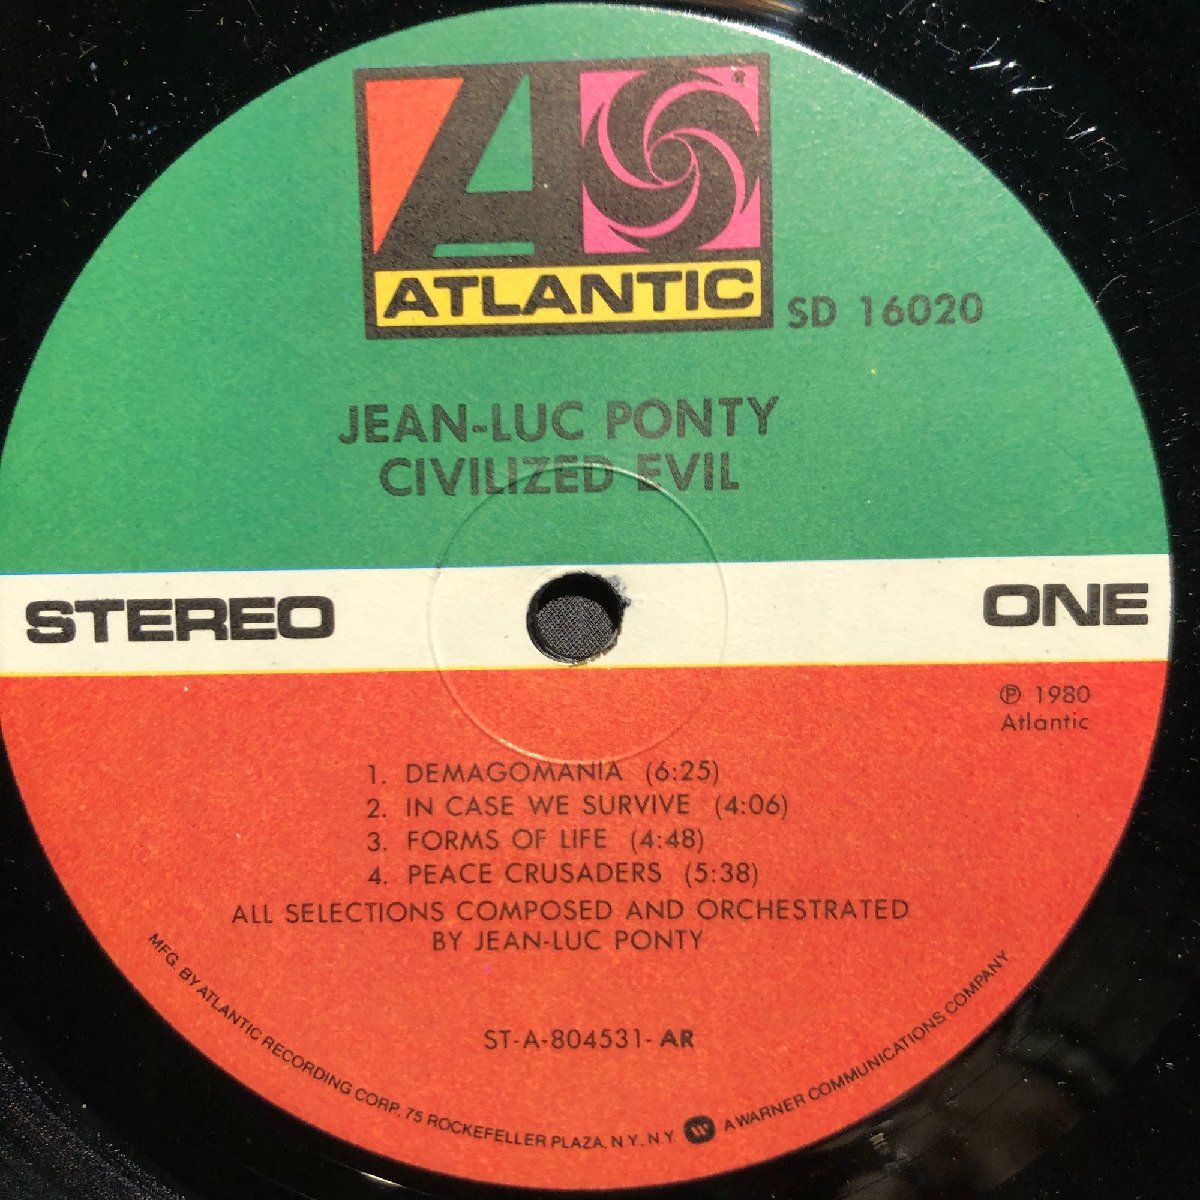 ATLANTIC
SD 16020
JEAN-LUC PONTY
CIVILIZED EVIL
STEREO
ONE
℗ 1980
Atlantic
1. DEMAGOMANIA (6:25)
2. IN CASE WE SURVIVE (4:06)
3. FORMS OF LIFE (4:48)
4. PEACE CRUSADERS (5:38)
ALL SELECTIONS COMPOSED AND ORCHESTRATED
BY JEAN-LUC PONTY
ST-A-804531-AR
MFG. BY ATLANTIC RECORDING CORP. 75 ROCKEFELLER PLAZA, N.Y. N.Y. A WARNER COMMUNICATIONS COMPANY